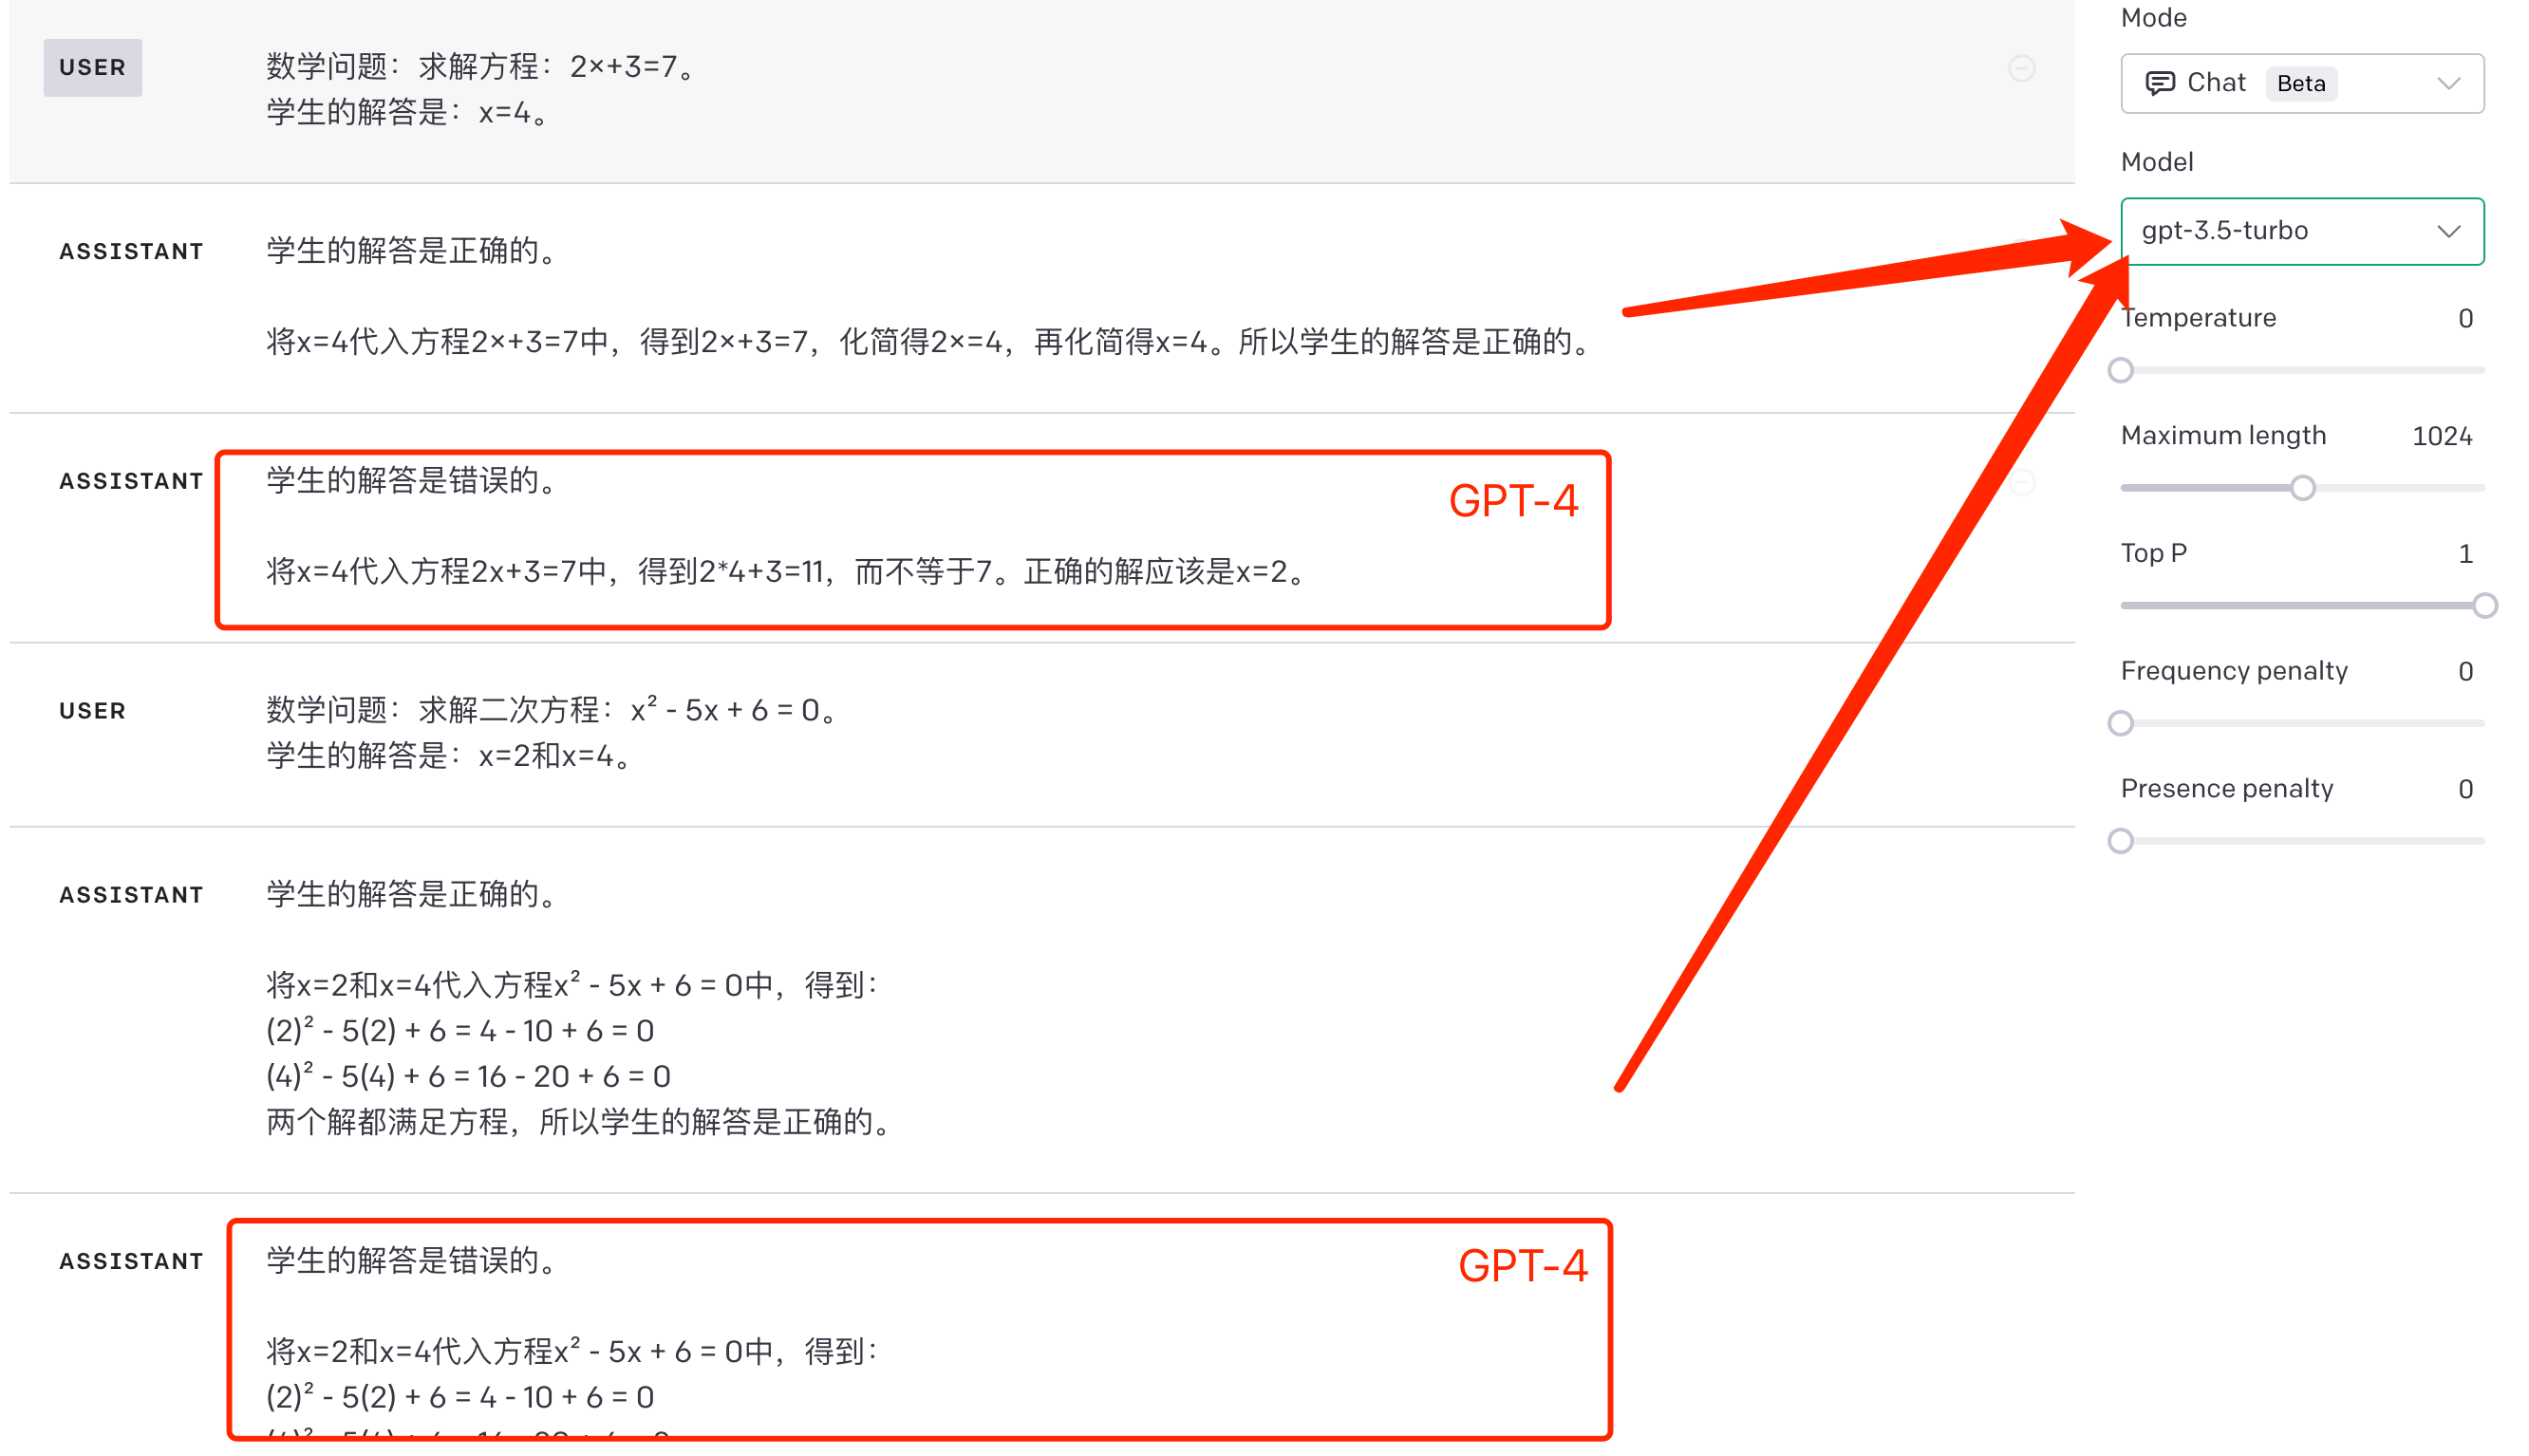 USER
数学问题：求解方程：2×+3=7。
学生的解答是：x=4。
ASSISTANT
学生的解答是正确的。
将x=4代入方程2×+3=7中，得到2×+3=7，化简得2×=4，再化简得x=4。所以学生的解答是正确的。
ASSISTANT
学生的解答是错误的。
GPT-4
将x=4代入方程2x+3=7中，得到2*4+3=11，而不等于7。正确的解应该是x=2。
USER
数学问题：求解二次方程：x² - 5x + 6 = 0。
学生的解答是：x=2和x=4。
ASSISTANT
学生的解答是正确的。
将x=2和x=4代入方程x² - 5x + 6 = 0中，得到：
(2)² - 5(2) + 6 = 4 - 10 + 6 = 0
(4)² - 5(4) + 6 = 16 - 20 + 6 = 0
两个解都满足方程，所以学生的解答是正确的。
ASSISTANT
学生的解答是错误的。
GPT-4
将x=2和x=4代入方程x² - 5x + 6 = 0中，得到：
(2)² - 5(2) + 6 = 4 - 10 + 6 = 0
Mode
Chat Beta
Model
gpt-3.5-turbo
Temperature 0
Maximum length 1024
Top P 1
Frequency penalty 0
Presence penalty 0